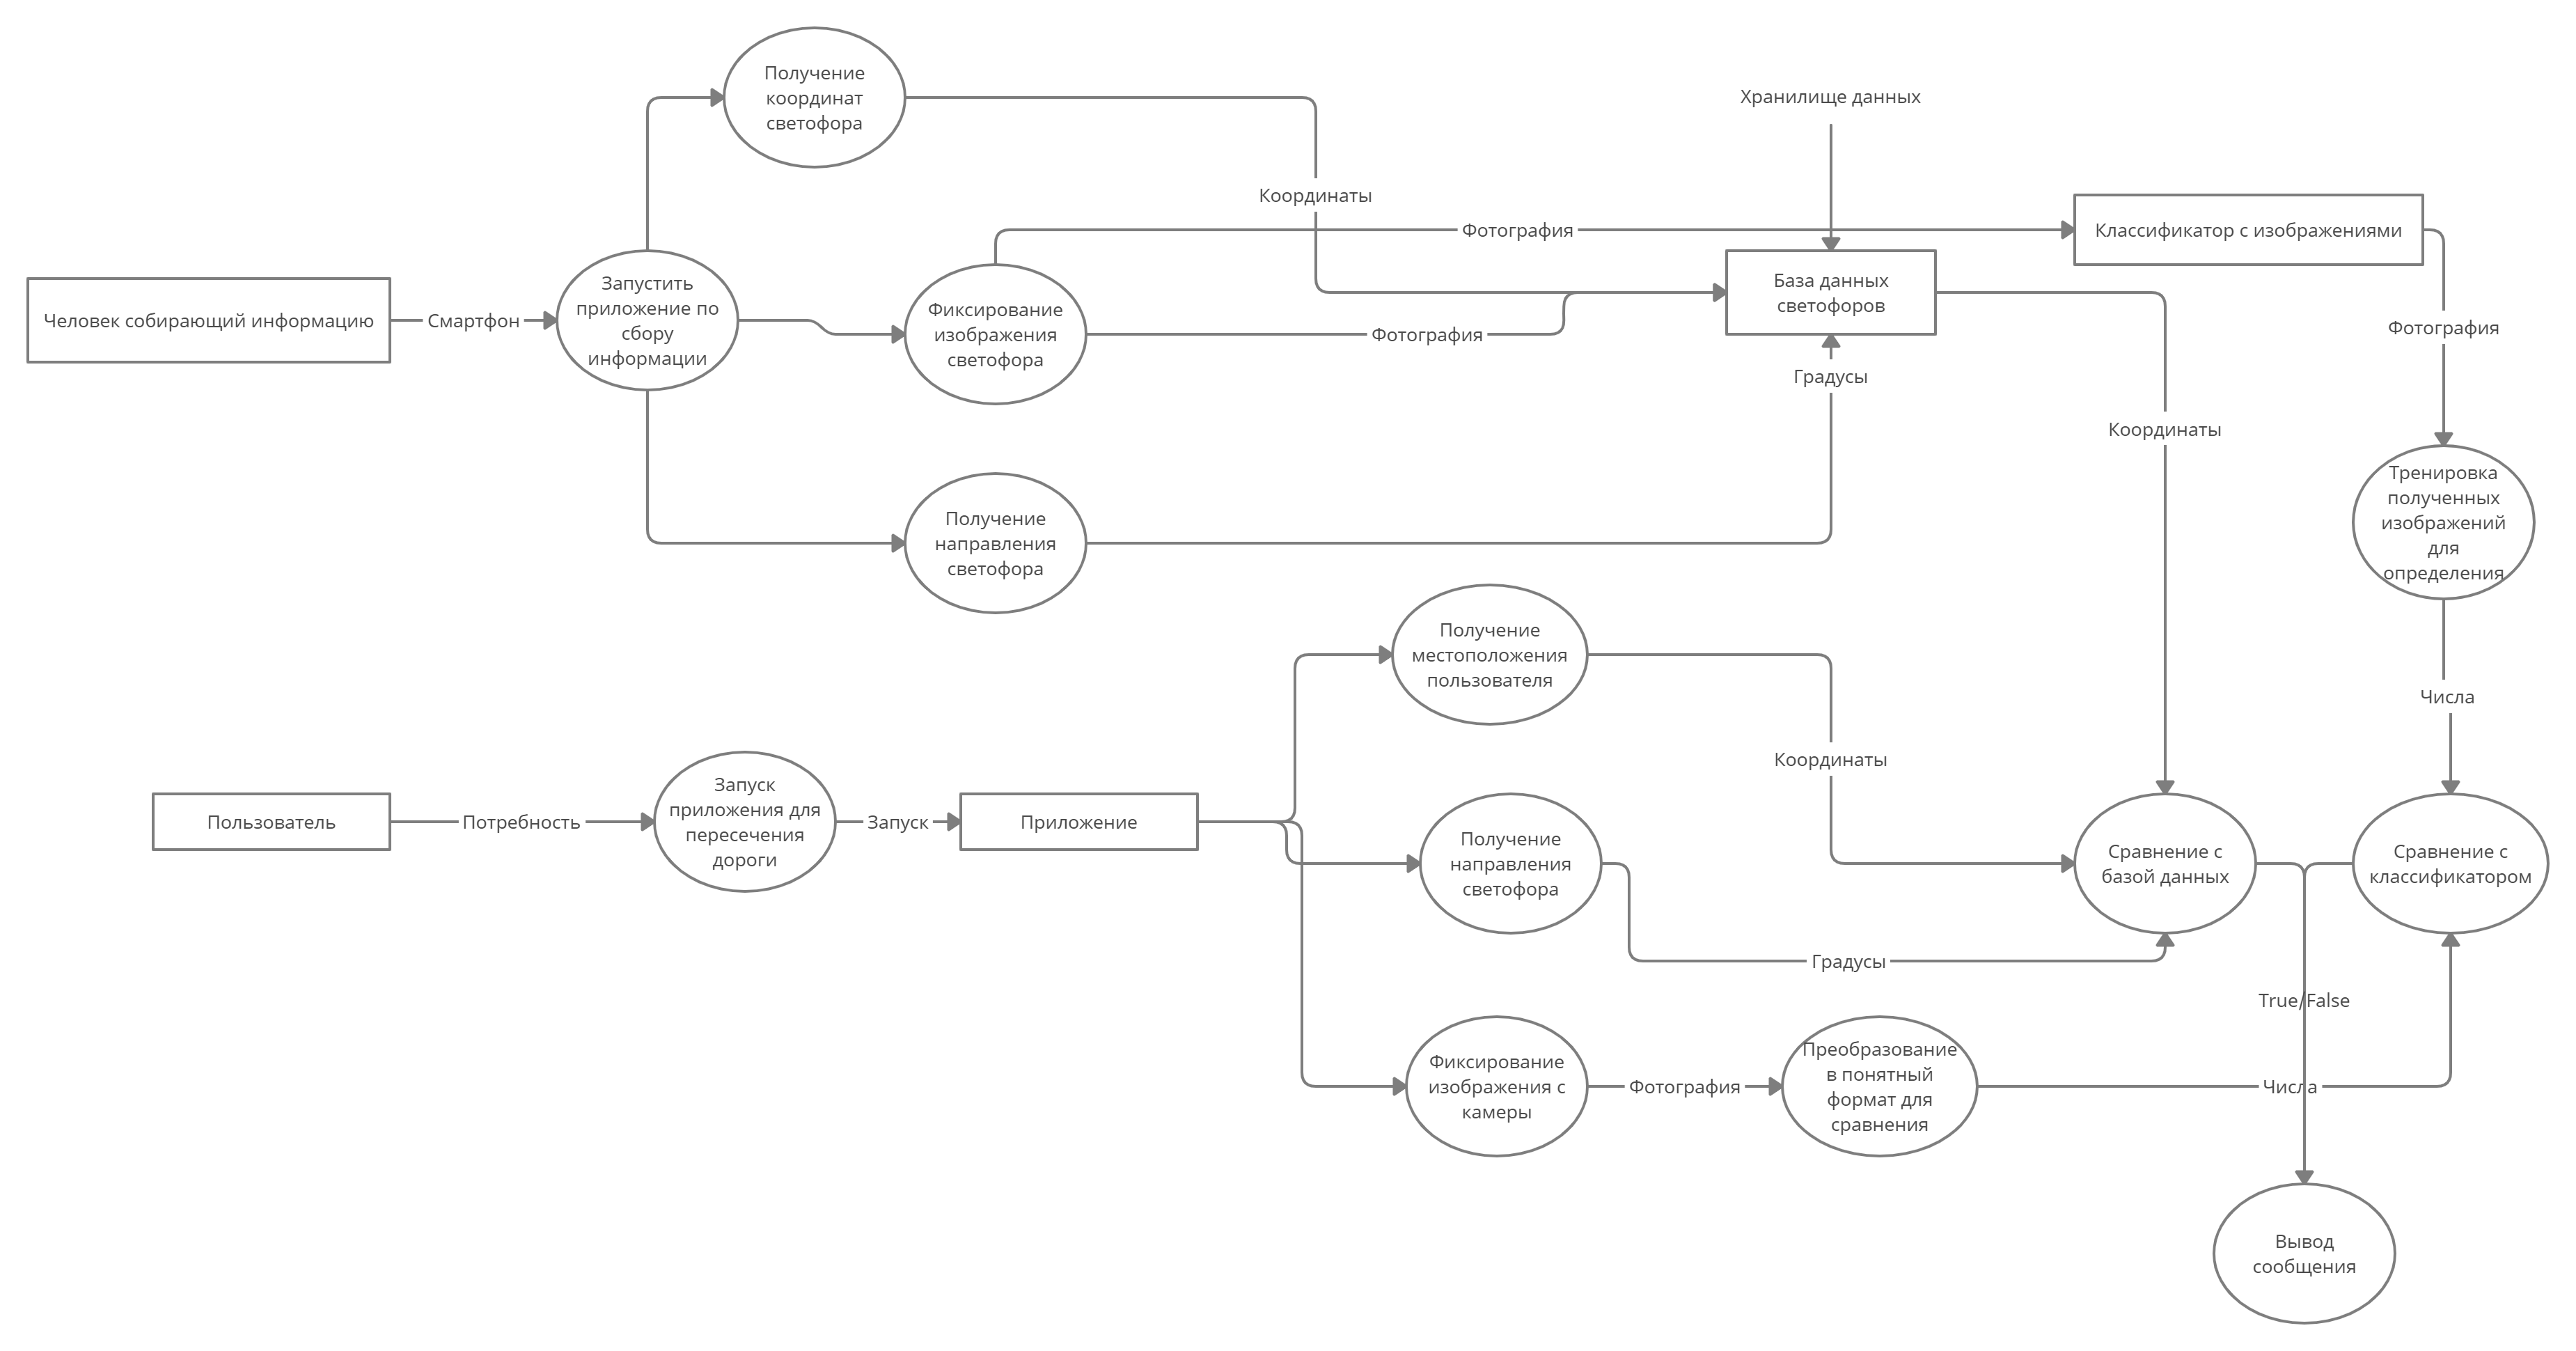 Получение
координат
светофора
Хранилище данных
Координаты
Фотография
Классификатор с изображениями
Человек собирающий информацию
Смартфон
Запустить
приложение по
сбору
информации
Фиксирование
изображения
светофора
Фотография
База данных
светофоров
Фотография
Градусы
Координаты
Получение
направления
светофора
Тренировка
полученных
изображений
для
определения
Получение
местоположения
пользователя
Числа
Координаты
Пользователь
Потребность
Запуск
приложения для
пересечения
дороги
Запуск
Приложение
Получение
направления
светофора
Сравнение с
базой данных
Сравнение с
классификатором
Градусы
True/False
Фиксирование
изображения с
камеры
Фотография
Преобразование
в понятный
формат для
сравнения
Числа
Вывод
сообщения